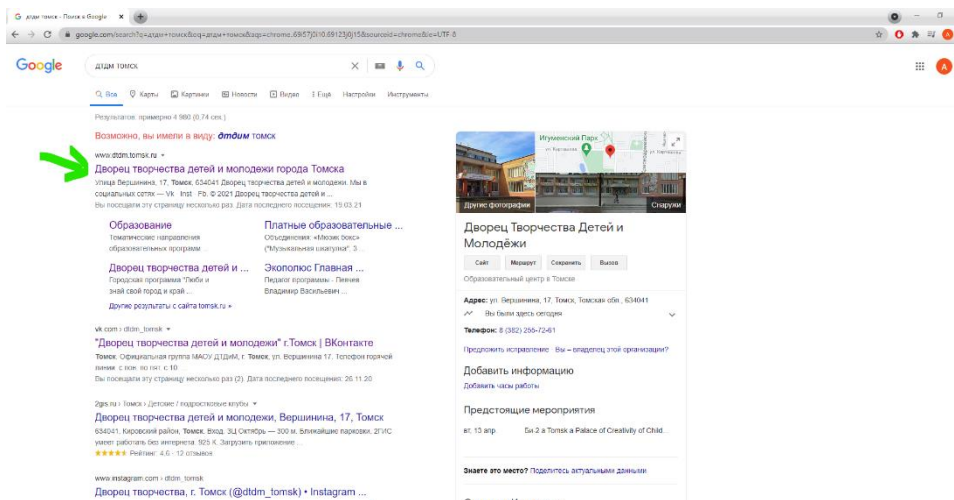 дтдм томск - Поиск в Google
google.com/search?q=дтдм+томск&oq=дтдм+томск&aqs=chrome..69i57j0i10.69123j0j15&sourceid=chrome&ie=UTF-8
Google
дтдм томск
A
Все Карты Картинки Новости Видео Ещё Настройки Инструменты
Результатов: примерно 4 980 (0,74 сек.)
Возможно, вы имели в виду: дтдим томск
www.dtdm.tomsk.ru
Дворец творчества детей и молодежи города Томска
Улица Вершинина, 17, Томск, 634041 Дворец творчества детей и молодежи. Мы в
социальных сетях — Vk · Inst · Fb. © 2021 Дворец творчества детей и ...
Вы посещали эту страницу несколько раз. Дата последнего посещения: 15.03.21
Образование
Тематические направления
образовательных программ ...
Платные образовательные ...
Объединения: «Мюзик бокс»
("Музыкальная шкатулка". 3 ...
Дворец творчества детей и ...
Городская программа "Люби и
знай свой город и край ...
Экополюс Главная ...
Педагог программы - Певнев
Владимир Васильевич ...
Другие результаты с сайта tomsk.ru »
vk.com › dtdm_tomsk
"Дворец творчества детей и молодежи" г.Томск | ВКонтакте
Томск. Официальная группа МАОУ ДТДиМ, г. Томск, ул. Вершинина 17. Телефон горячей
линии: с пон. по пят. с 10 ...
Вы посещали эту страницу несколько раз (2). Дата последнего посещения: 26.11.20
2gis.ru › Томск › Детские / подростковые клубы
Дворец творчества детей и молодежи, Вершинина, 17, Томск
634041, Кировский район, Томск. Вход. ЗЦ Октябрь — 300 м. Ближайшие парковки. 2ГИС
умеет работать без интернета. 925 K. Загрузить приложение ...
Рейтинг: 4,6 - 12 отзывов
www.instagram.com › dtdm_tomsk
Дворец творчества, г. Томск (@dtdm_tomsk) • Instagram ...
Игуменский Парк
Другие фотографии
Снаружи
Дворец Творчества Детей и
Молодёжи
Сайт Маршрут Сохранить Вызов
Образовательный центр в Томске
Адрес: ул. Вершинина, 17, Томск, Томская обл., 634041
Вы были здесь сегодня
Телефон: 8 (382) 255-72-61
Предложить исправление · Вы – владелец этой организации?
Добавить информацию
Добавить часы работы
Предстоящие мероприятия
вт, 13 апр. Би-2 в Tomsk в Palace of Creativity of Child...
Знаете это место? Поделитесь актуальными данными